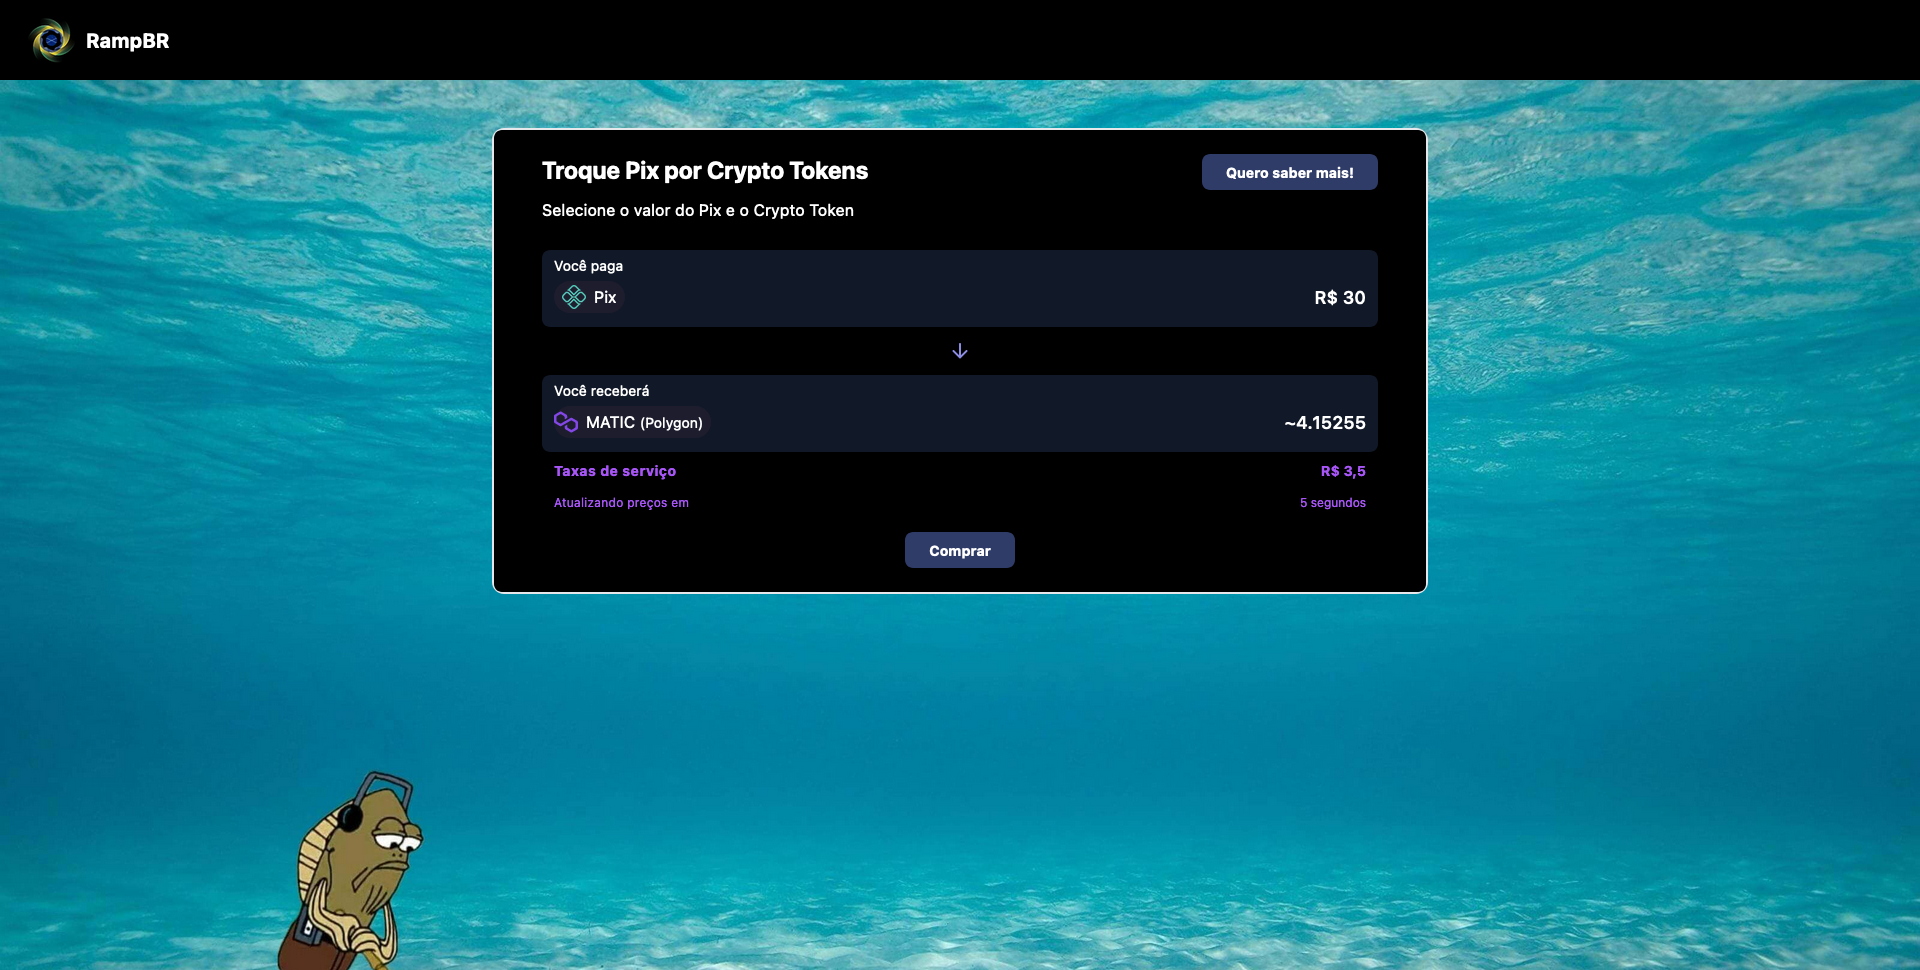 RampBR
Troque Pix por Crypto Tokens
Quero saber mais!
Selecione o valor do Pix e o Crypto Token
Você paga
Pix
R$ 30
Você receberá
MATIC (Polygon)
~4.15255
Taxas de serviço
R$ 3,5
Atualizando preços em
5 segundos
Comprar